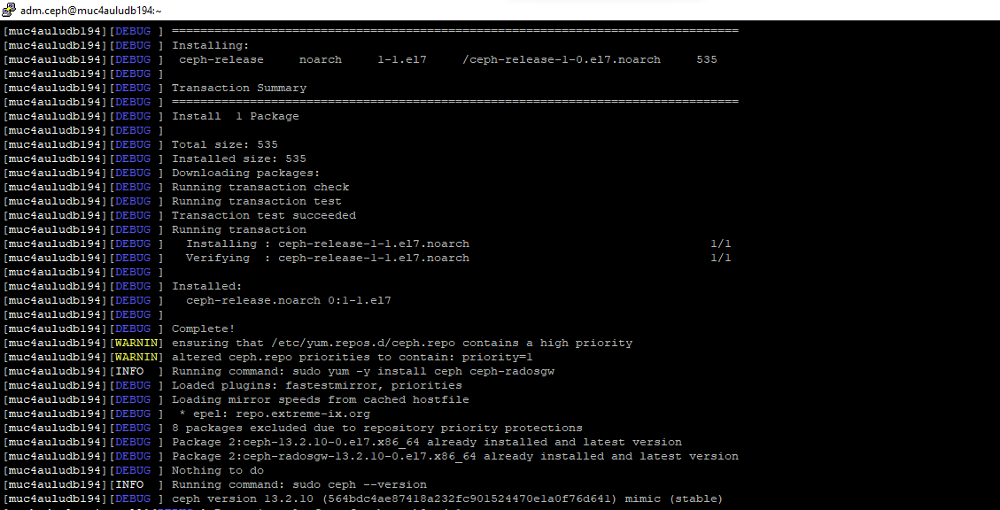 adm.ceph@muc4auludb194:~
[muc4auludb194][DEBUG ] ================================================================================
[muc4auludb194][DEBUG ] Installing:
[muc4auludb194][DEBUG ]  ceph-release     noarch     1-1.el7     /ceph-release-1-0.el7.noarch     535
[muc4auludb194][DEBUG ]
[muc4auludb194][DEBUG ] Transaction Summary
[muc4auludb194][DEBUG ] ================================================================================
[muc4auludb194][DEBUG ] Install  1 Package
[muc4auludb194][DEBUG ]
[muc4auludb194][DEBUG ] Total size: 535
[muc4auludb194][DEBUG ] Installed size: 535
[muc4auludb194][DEBUG ] Downloading packages:
[muc4auludb194][DEBUG ] Running transaction check
[muc4auludb194][DEBUG ] Running transaction test
[muc4auludb194][DEBUG ] Transaction test succeeded
[muc4auludb194][DEBUG ] Running transaction
[muc4auludb194][DEBUG ]   Installing : ceph-release-1-1.el7.noarch                                  1/1
[muc4auludb194][DEBUG ]   Verifying  : ceph-release-1-1.el7.noarch                                  1/1
[muc4auludb194][DEBUG ]
[muc4auludb194][DEBUG ] Installed:
[muc4auludb194][DEBUG ]   ceph-release.noarch 0:1-1.el7
[muc4auludb194][DEBUG ]
[muc4auludb194][DEBUG ] Complete!
[muc4auludb194][WARNIN] ensuring that /etc/yum.repos.d/ceph.repo contains a high priority
[muc4auludb194][WARNIN] altered ceph.repo priorities to contain: priority=1
[muc4auludb194][INFO  ] Running command: sudo yum -y install ceph ceph-radosgw
[muc4auludb194][DEBUG ] Loaded plugins: fastestmirror, priorities
[muc4auludb194][DEBUG ] Loading mirror speeds from cached hostfile
[muc4auludb194][DEBUG ]  * epel: repo.extreme-ix.org
[muc4auludb194][DEBUG ] 8 packages excluded due to repository priority protections
[muc4auludb194][DEBUG ] Package 2:ceph-13.2.10-0.el7.x86_64 already installed and latest version
[muc4auludb194][DEBUG ] Package 2:ceph-radosgw-13.2.10-0.el7.x86_64 already installed and latest version
[muc4auludb194][DEBUG ] Nothing to do
[muc4auludb194][INFO  ] Running command: sudo ceph --version
[muc4auludb194][DEBUG ] ceph version 13.2.10 (564bdc4ae87418a232fc901524470e1a0f76d641) mimic (stable)